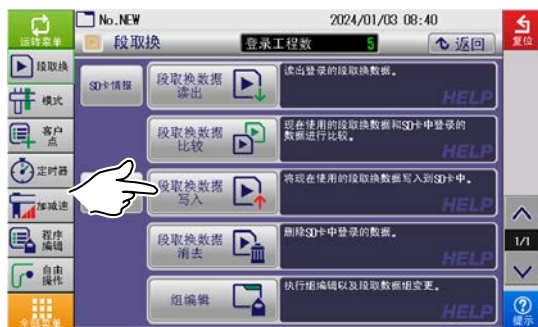 No.NEW
2024/01/03 08:40
运转菜单
段取换
登录工程数
5
返回
复位
段取换
模式
客户点
定时器
加减速
程序编辑
自由操作
全部菜单
SD卡情报
段取换数据
读出
读出登录的段取换数据。
HELP
段取换数据
比较
现在使用的段取换数据和SD卡中登录的
数据进行比较。
HELP
段取换数据
写入
将现在使用的段取换数据写入到SD卡中。
HELP
段取换数据
消去
删除SD卡中登录的数据。
HELP
组编辑
执行组编辑以及段取数据组变更。
HELP
1/1
提示